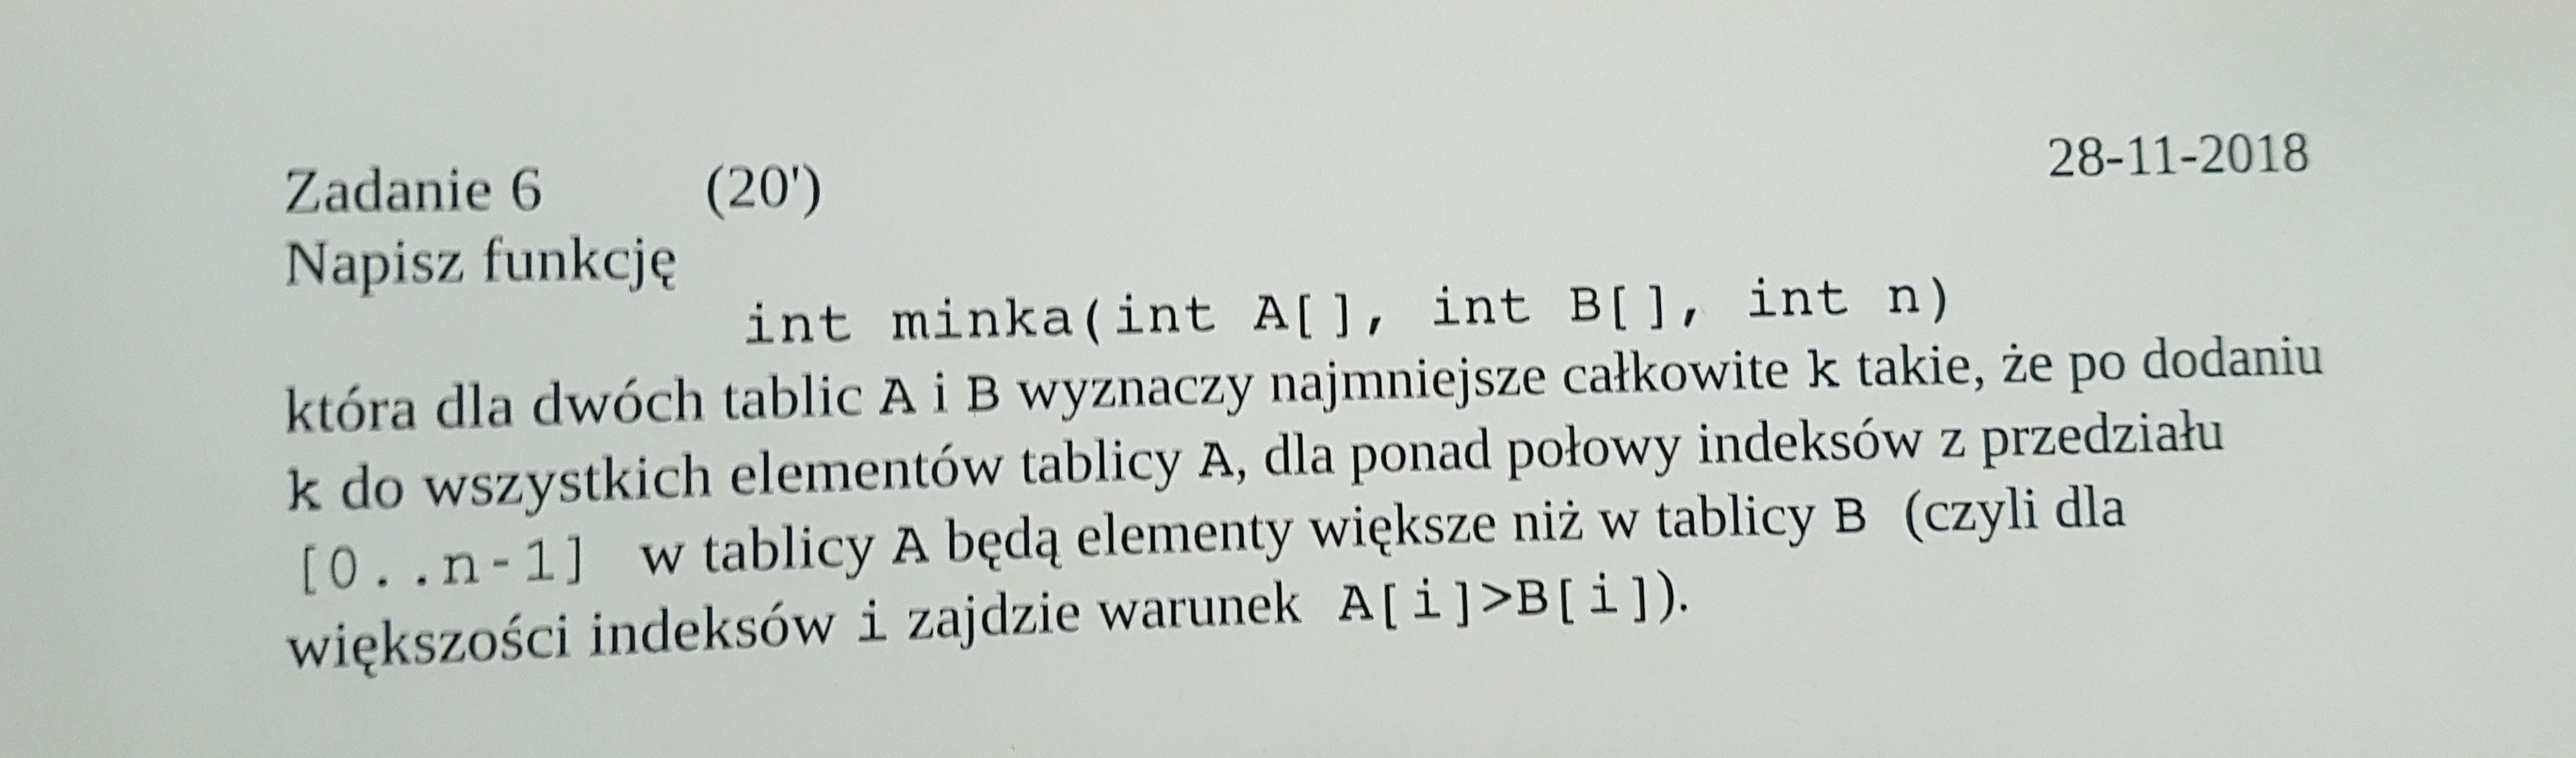 28-11-2018
Zadanie 6 (20')
Napisz funkcję
int minka(int A[], int B[], int n)
która dla dwóch tablic A i B wyznaczy najmniejsze całkowite k takie, że po dodaniu
k do wszystkich elementów tablicy A, dla ponad połowy indeksów z przedziału
[0..n-1] w tablicy A będą elementy większe niż w tablicy B (czyli dla
większości indeksów i zajdzie warunek A[i]>B[i]).